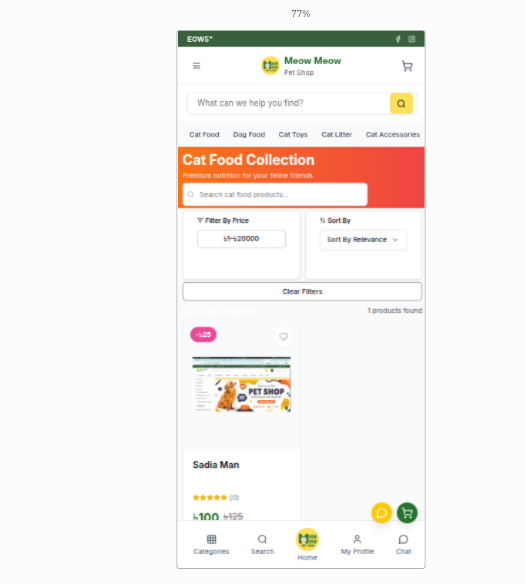 77%
EOWS"
Meow Meow
Pet Shop
What can we help you find?
Cat Food Dog Food Cat Toys Cat Litter Cat Accessories
Cat Food Collection
Premium nutrition for your feline friends
Search cat food products...
Filter By Price
৳1–৳20000
Sort By
Sort By Relevance
Clear Filters
1 products found
-৳25
PET SHOP
Sadia Man
(0)
৳100 ৳125
Categories Search Home My Profile Chat